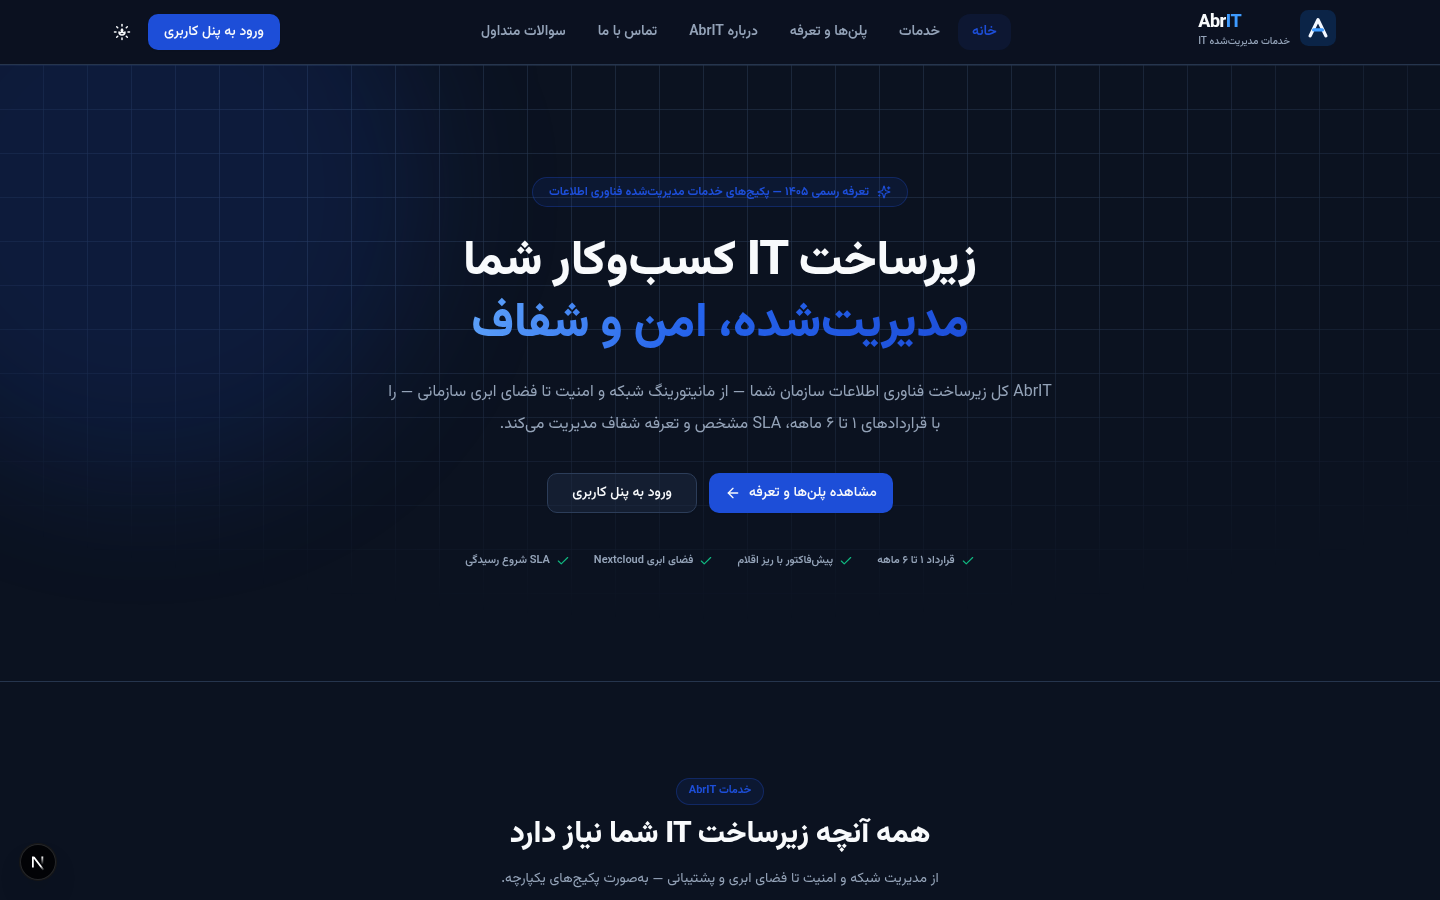 AbrIT
خدمات مدیریت‌شده IT
خانه
خدمات
پلن‌ها و تعرفه
درباره AbrIT
تماس با ما
سوالات متداول
ورود به پنل کاربری
تعرفه رسمی ۱۴۰۵ — پکیج‌های خدمات مدیریت‌شده فناوری اطلاعات
زیرساخت IT کسب‌وکار شما
مدیریت‌شده، امن و شفاف
AbrIT کل زیرساخت فناوری اطلاعات سازمان شما — از مانیتورینگ شبکه و امنیت تا فضای ابری سازمانی — را
با قراردادهای ۱ تا ۶ ماهه، SLA مشخص و تعرفه شفاف مدیریت می‌کند.
مشاهده پلن‌ها و تعرفه
ورود به پنل کاربری
قرارداد ۱ تا ۶ ماهه
پیش‌فاکتور با ریز اقلام
فضای ابری Nextcloud
SLA شروع رسیدگی
خدمات AbrIT
همه آنچه زیرساخت IT شما نیاز دارد
از مدیریت شبکه و امنیت تا فضای ابری و پشتیبانی — به‌صورت پکیج‌های یکپارچه.